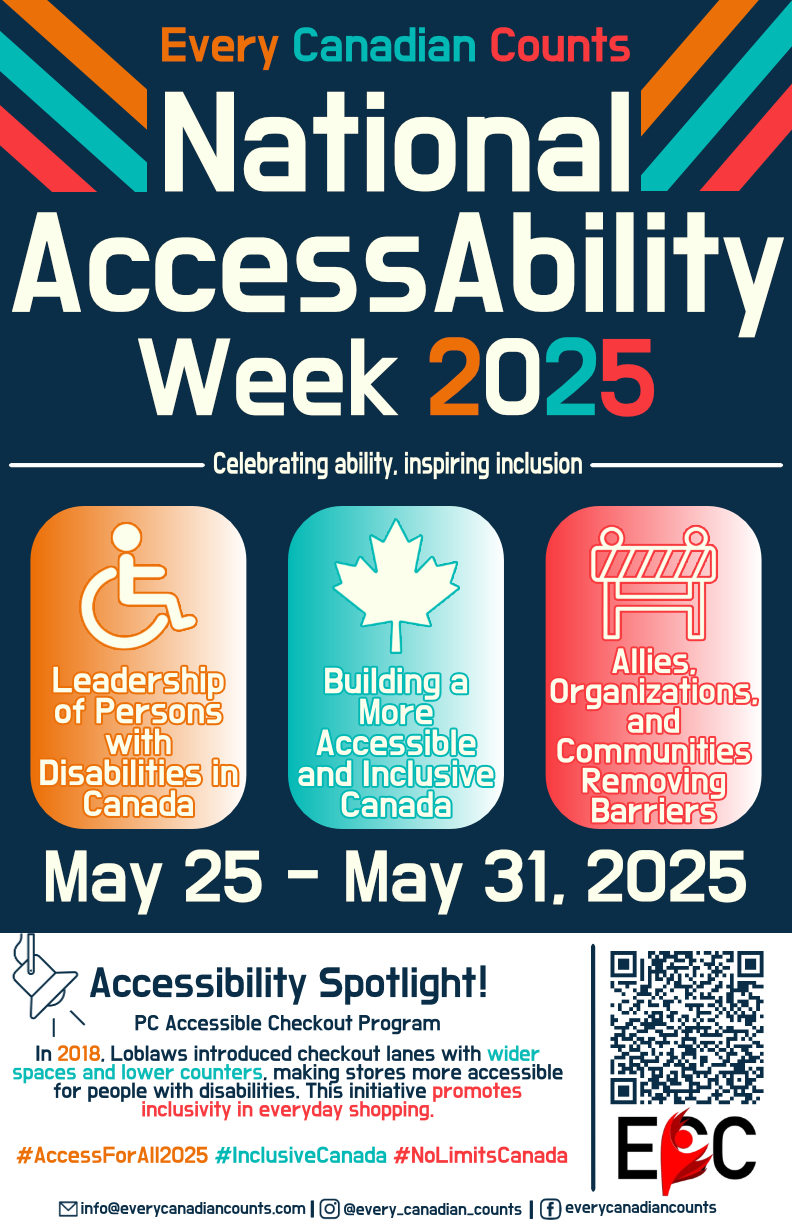 Every Canadian Counts
National
AccessAbility
Week 2025
Celebrating ability, inspiring inclusion
Leadership
of Persons
with
Disabilities in
Canada
Building a
More
Accessible
and Inclusive
Canada
Allies,
Organizations,
and
Communities
Removing
Barriers
May 25 - May 31, 2025
Accessibility Spotlight!
PC Accessible Checkout Program
In 2018, Loblaws introduced checkout lanes with wider
spaces and lower counters, making stores more accessible
for people with disabilities. This initiative promotes
inclusivity in everyday shopping.
#AccessForAll2025 #InclusiveCanada #NoLimitsCanada
ECC
info@everycanadiancounts.com | @every_canadian_counts | everycanadiancounts